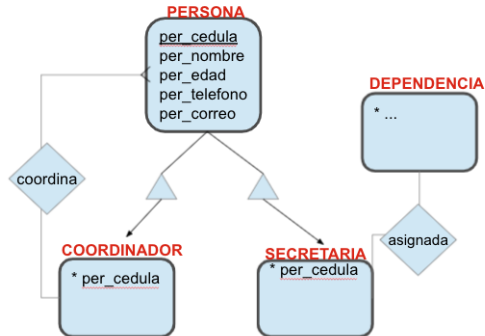 PERSONA
per_cedula
per_nombre
per_edad
per_telefono
per_correo
DEPENDENCIA
* ...
coordina
asignada
COORDINADOR
* per_cedula
SECRETARIA
* per_cedula